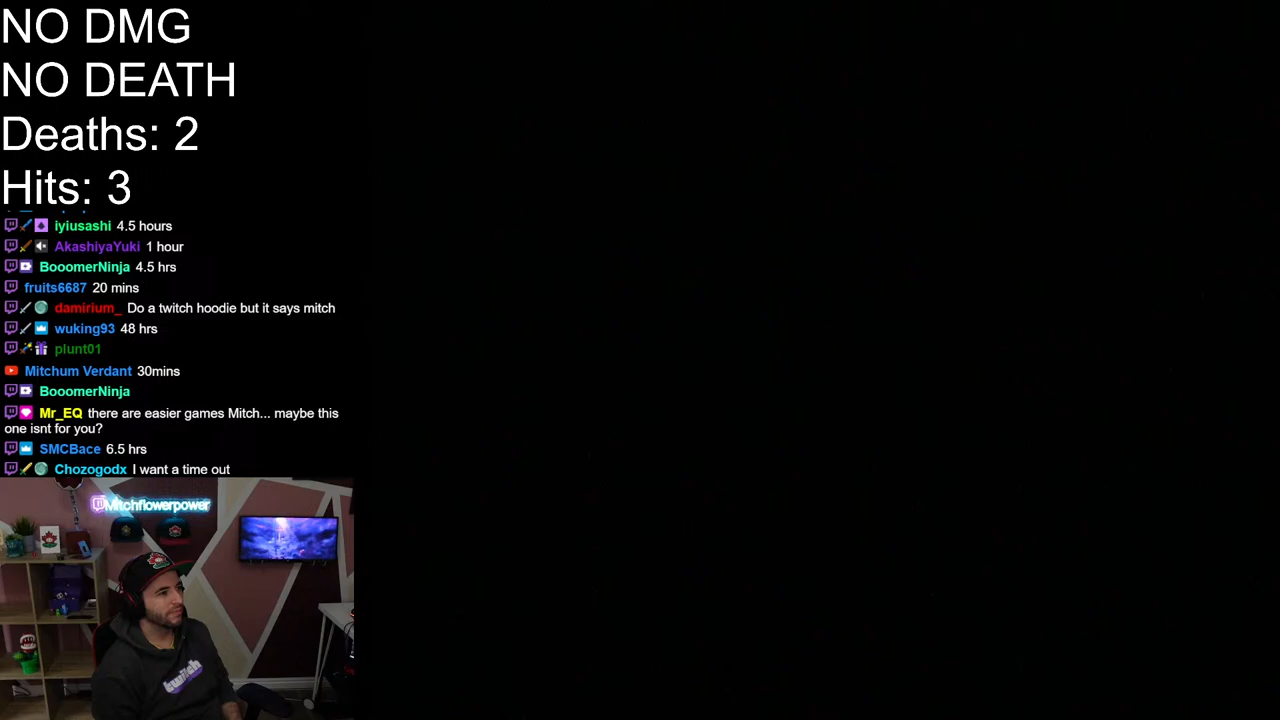 NO DMG
NO DEATH
Deaths: 2
Hits: 3
iyiusashi 4.5 hours
AkashiyaYuki 1 hour
BooomerNinja 4.5 hrs
fruits6687 20 mins
damirium_ Do a twitch hoodie but it says mitch
wuking93 48 hrs
plunt01
Mitchum Verdant 30mins
BooomerNinja
Mr_EQ there are easier games Mitch... maybe this
one isnt for you?
SMCBace 6.5 hrs
Chozogodx I want a time out
Mitchflowerpower
twitch